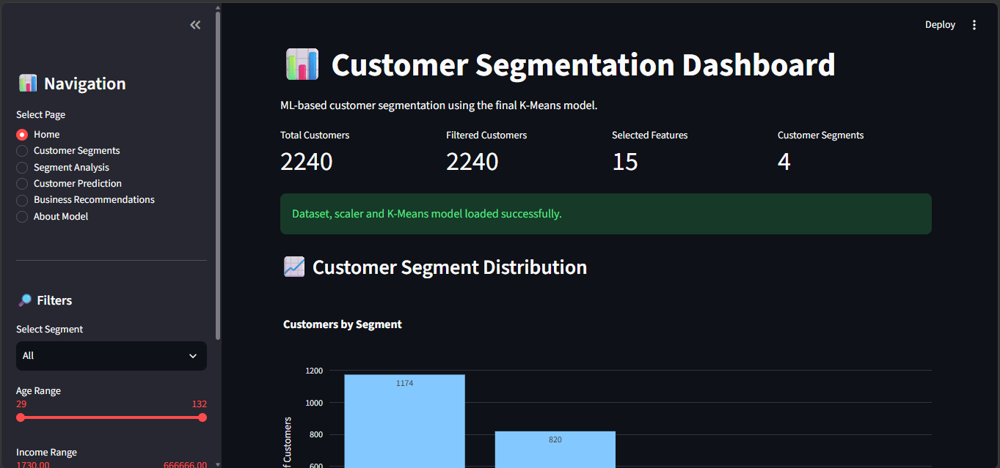 Deploy
Navigation
Select Page
Home
Customer Segments
Segment Analysis
Customer Prediction
Business Recommendations
About Model
Filters
Select Segment
All
Age Range
29 132
Income Range
1730.00 666666.00
Customer Segmentation Dashboard
ML-based customer segmentation using the final K-Means model.
Total Customers Filtered Customers Selected Features Customer Segments
2240 2240 15 4
Dataset, scaler and K-Means model loaded successfully.
Customer Segment Distribution
Customers by Segment
1200
1174
1000
800
820
600
f Customers